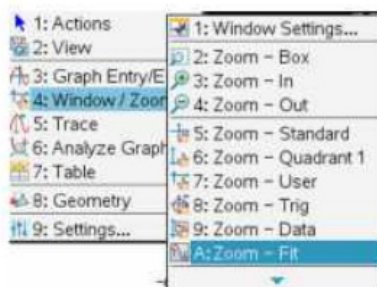 1: Actions
2: View
3: Graph Entry/E
4: Window / Zoor
5: Trace
6: Analyze Graph
7: Table
8: Geometry
9: Settings...
1: Window Settings...
2: Zoom – Box
3: Zoom – In
4: Zoom – Out
5: Zoom – Standard
6: Zoom – Quadrant 1
7: Zoom – User
8: Zoom – Trig
9: Zoom – Data
A: Zoom – Fit